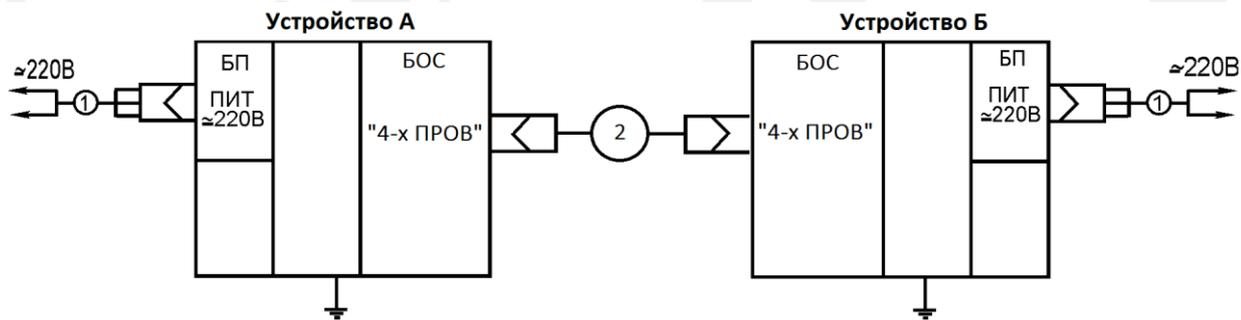 Устройство А
Устройство Б
≃220В
1
БП
ПИТ
≃220В
БОС
"4-х ПРОВ"
2
БОС
"4-х ПРОВ"
БП
ПИТ
≃220В
1
≃220В